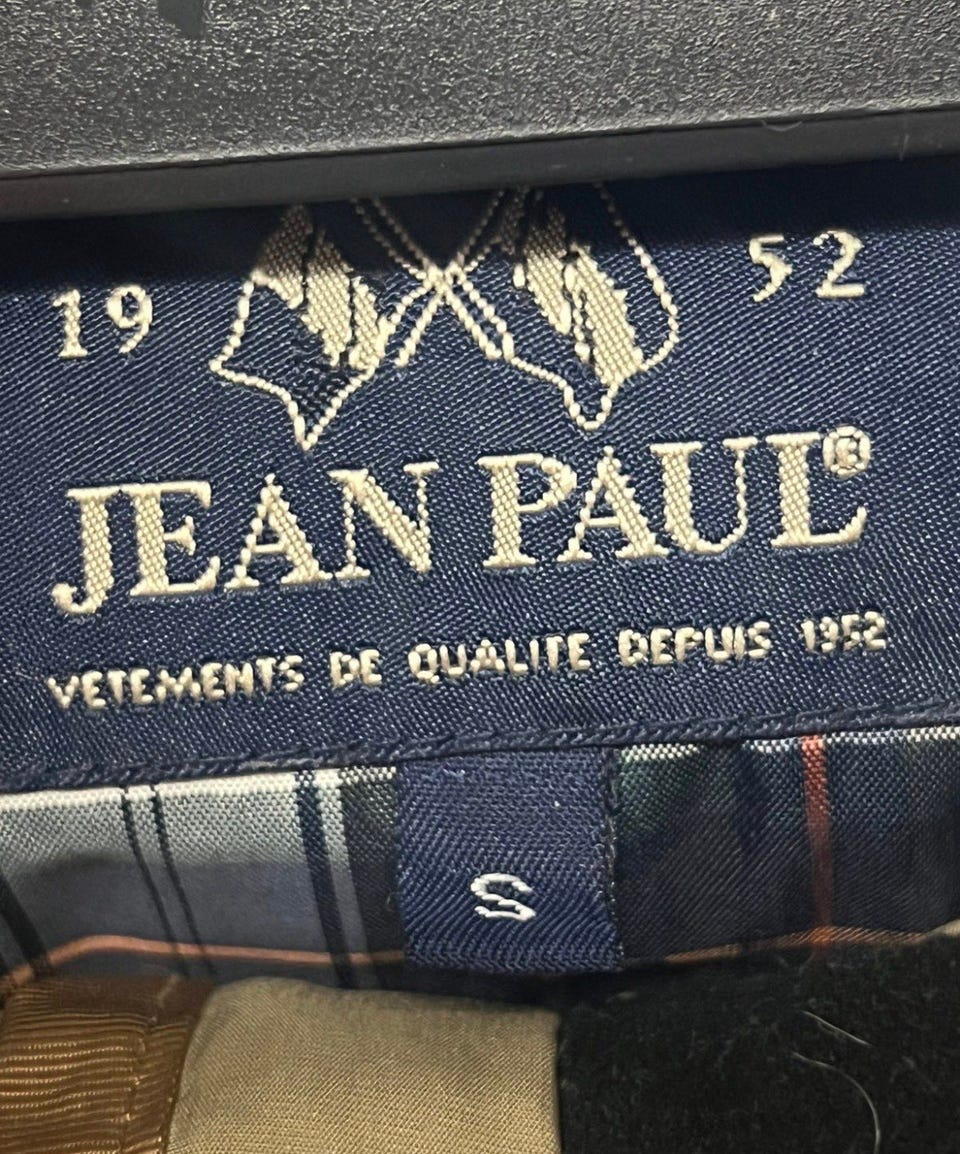 19 52
JEAN PAUL®
VETEMENTS DE QUALITE DEPUIS 1952
S